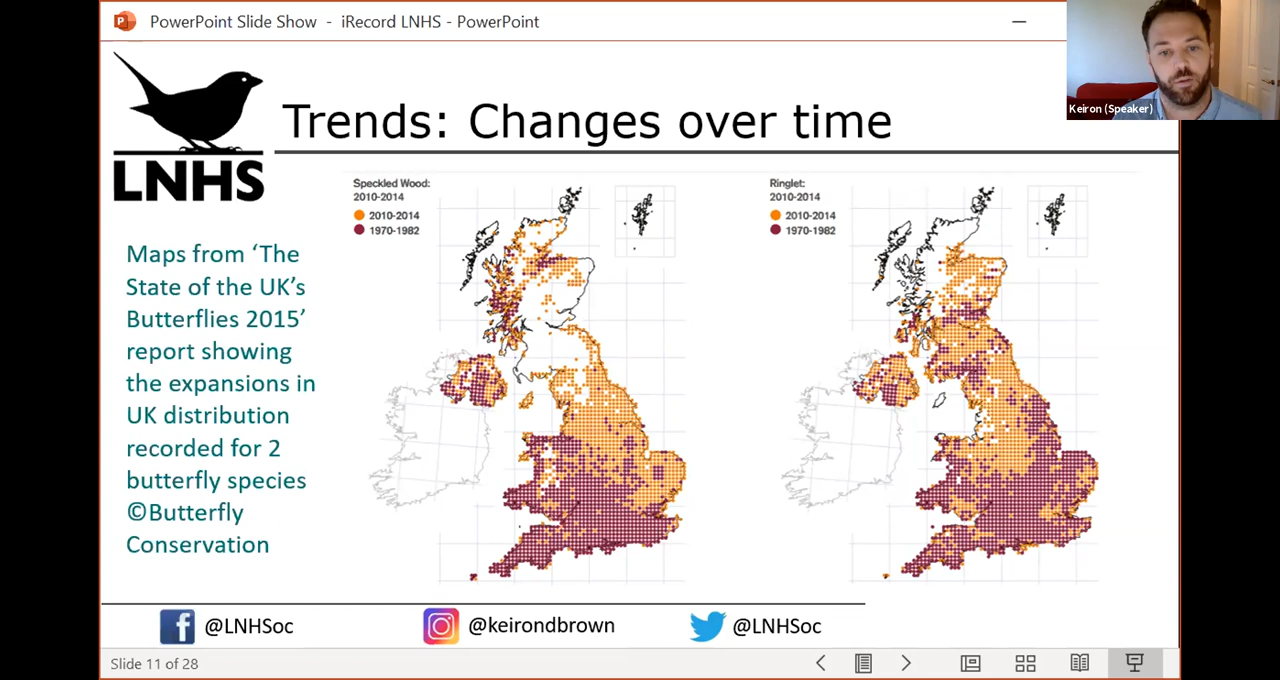 PowerPoint Slide Show - iRecord LNHS - PowerPoint
Keiron (Speaker)
LNHS
Trends: Changes over time
Maps from ‘The
State of the UK’s
Butterflies 2015’
report showing
the expansions in
UK distribution
recorded for 2
butterfly species
©Butterfly
Conservation
Speckled Wood:
2010-2014
2010-2014
1970-1982
Ringlet:
2010-2014
2010-2014
1970-1982
@LNHSoc
@keirondbrown
@LNHSoc
Slide 11 of 28